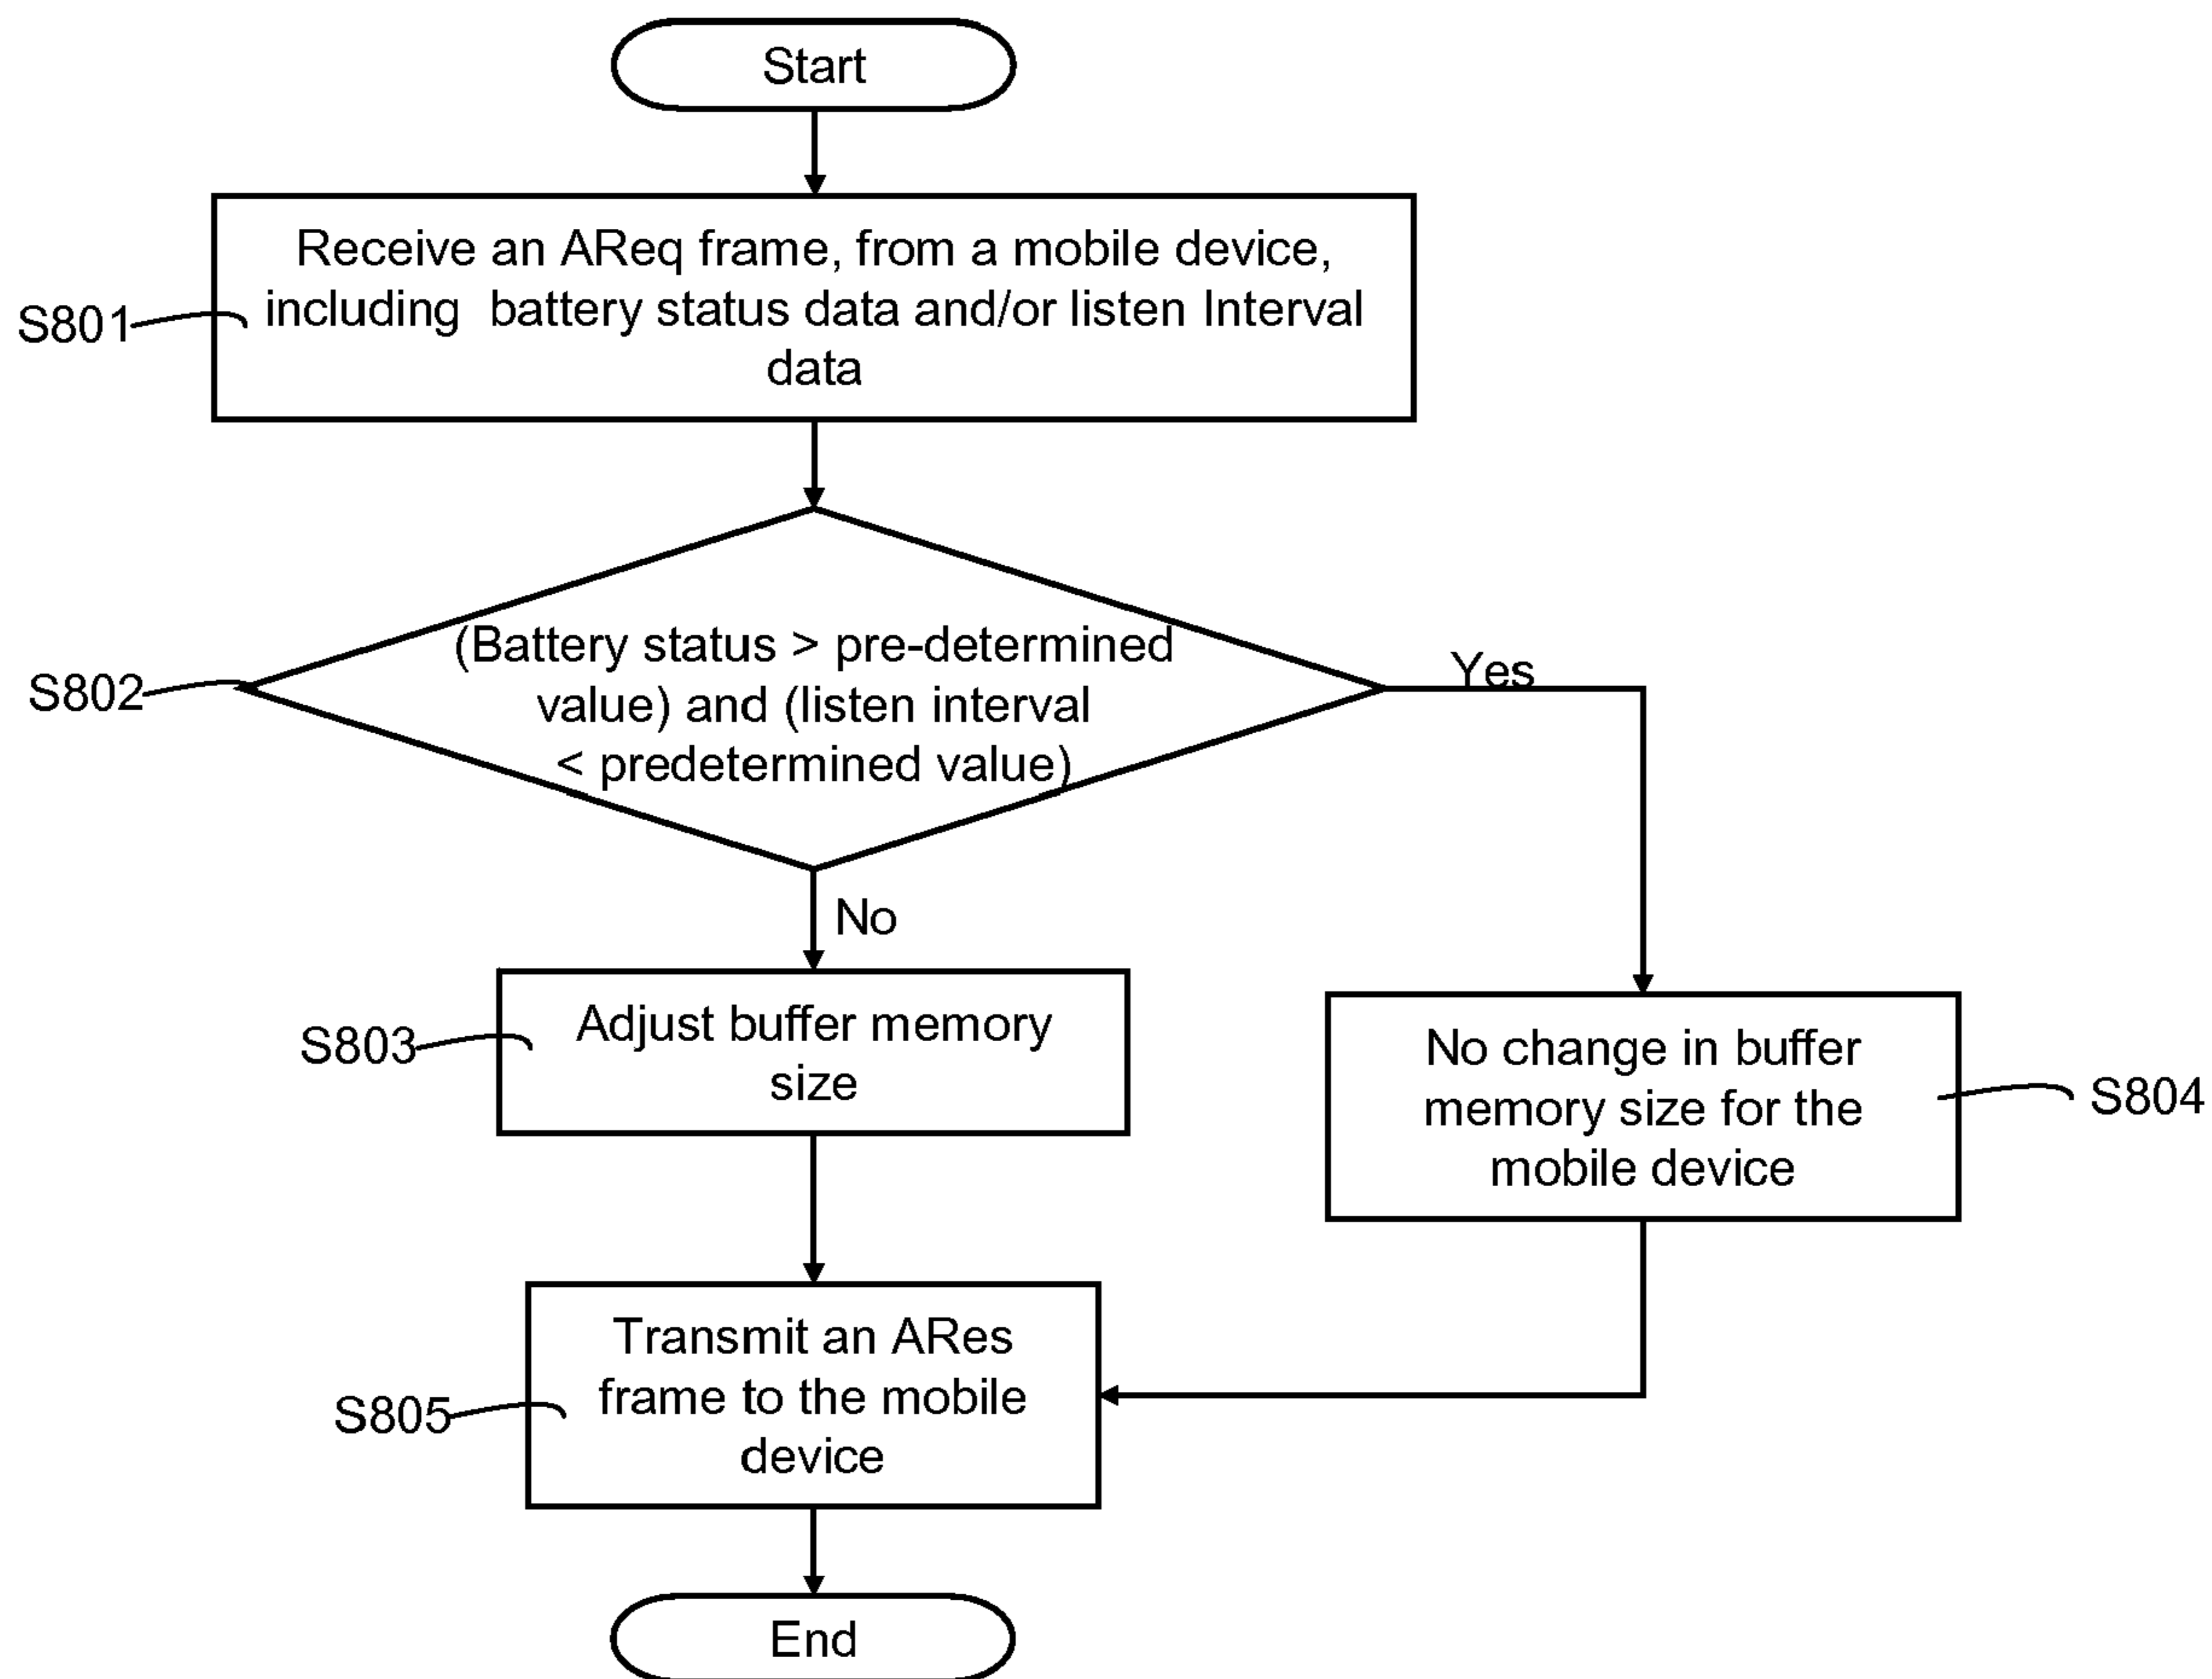 Start
Receive an AReq frame, from a mobile device,
including battery status data and/or listen Interval
data
S801
(Battery status > pre-determined
value) and (listen interval
< predetermined value)
S802
Yes
No
Adjust buffer memory
size
S803
No change in buffer
memory size for the
mobile device
S804
Transmit an ARes
frame to the mobile
device
S805
End